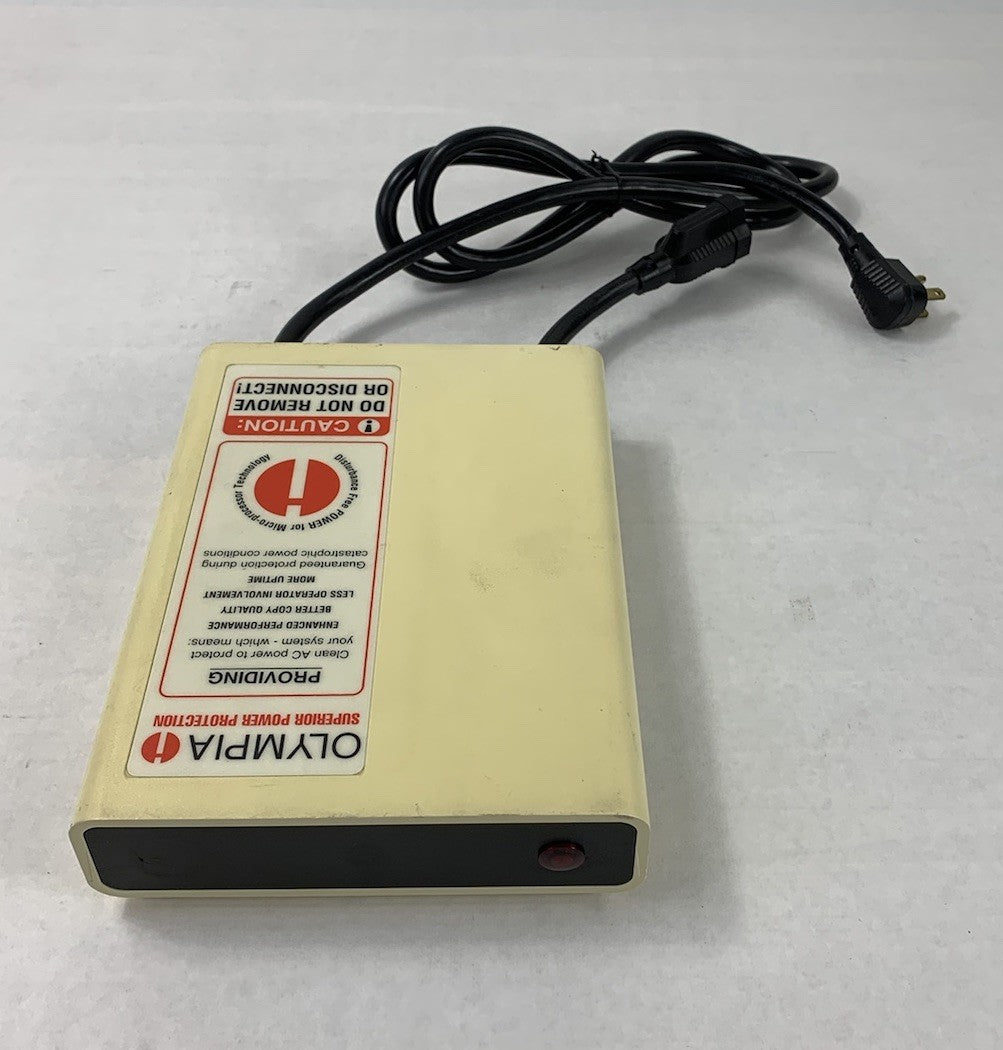 OLYMPIA
SUPERIOR POWER PROTECTION
PROVIDING
Clean AC power to protect
your system - which means:
ENHANCED PERFORMANCE
BETTER COPY QUALITY
LESS OPERATOR INVOLVEMENT
MORE UPTIME
Guaranteed protection during
catastrophic power conditions
Disturbance Free POWER for Micro-processor Technology
i CAUTION:
DO NOT REMOVE
OR DISCONNECT!